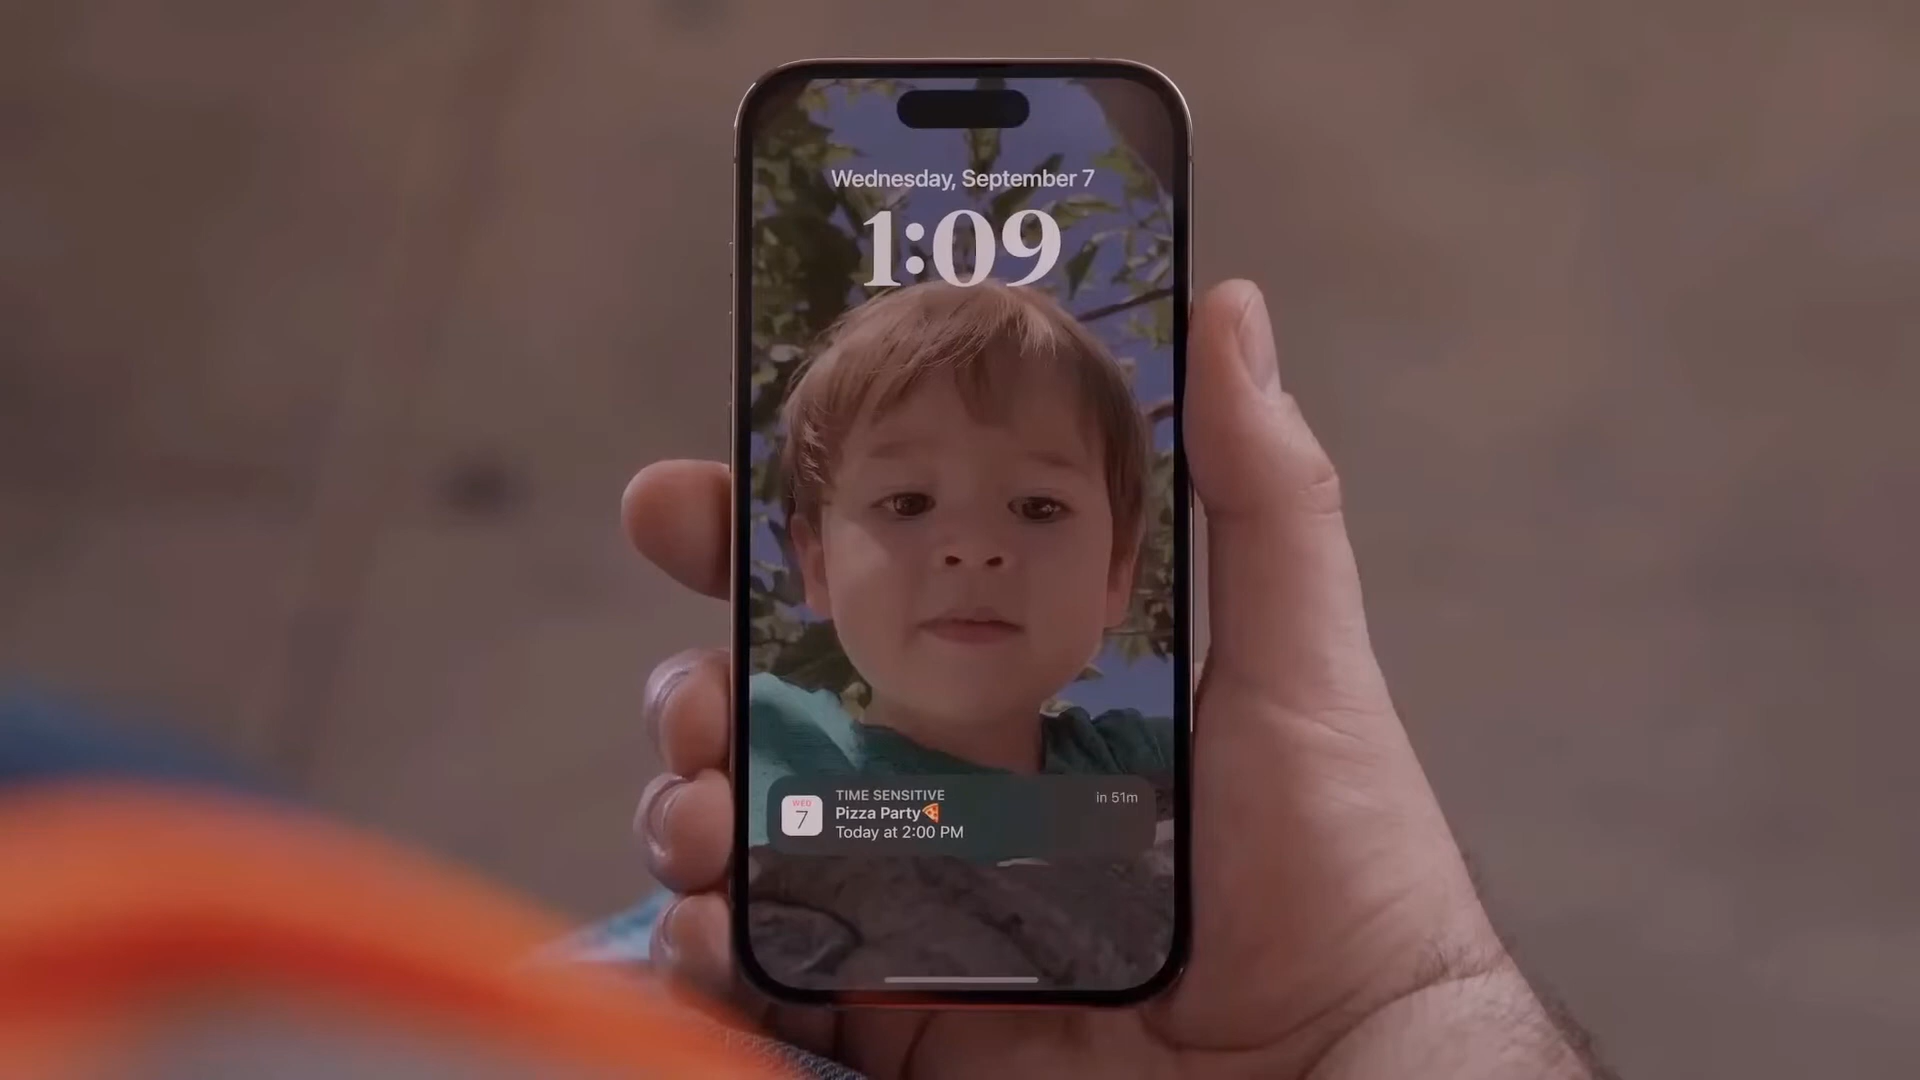 Wednesday, September 7
1:09
WED
7
TIME SENSITIVE
in 51m
Pizza Party🍕
Today at 2:00 PM